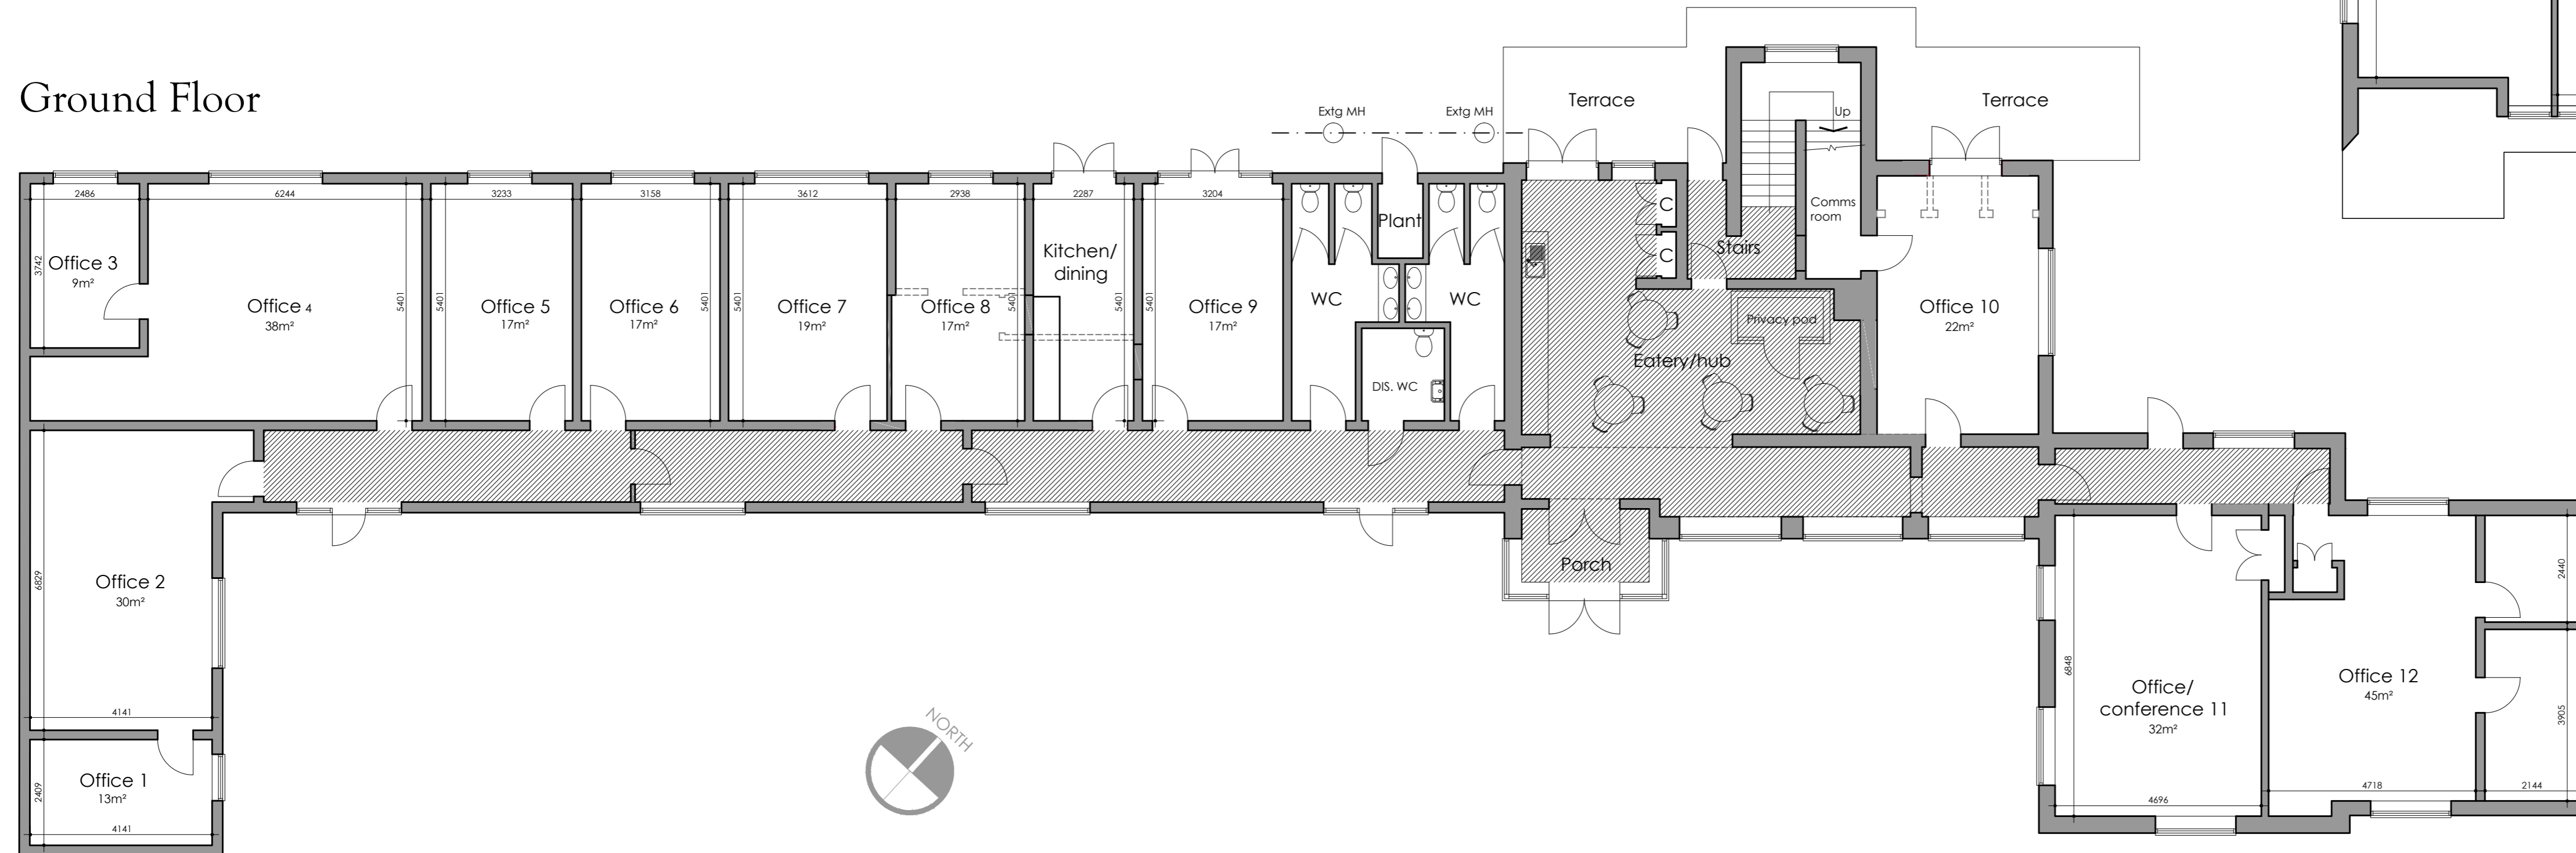 Ground Floor
Extg MH
Extg MH
Terrace
Up
Terrace
2486
6244
3233
3158
3612
2938
2287
3204
Office 3
9m²
3742
Office 4
38m²
5401
5401
Office 5
17m²
Office 6
17m²
5401
5401
Office 7
19m²
Office 8
17m²
5401
Kitchen/
dining
5401
5401
Office 9
17m²
WC
Plant
WC
DIS. WC
C
C
Stairs
Comms
room
Privacy pod
Eatery/hub
Office 10
22m²
Porch
Office 2
30m²
6829
4141
Office 1
13m²
2409
4141
NORTH
Office/
conference 11
32m²
6848
4696
Office 12
45m²
4718
2440
3905
2144